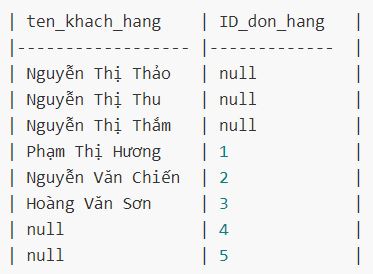 | ten_khach_hang | ID_don_hang |
|----------------- |------------- |
| Nguyễn Thị Thảo | null |
| Nguyễn Thị Thu | null |
| Nguyễn Thị Thắm | null |
| Phạm Thị Hương | 1 |
| Nguyễn Văn Chiến | 2 |
| Hoàng Văn Sơn | 3 |
| null | 4 |
| null | 5 |